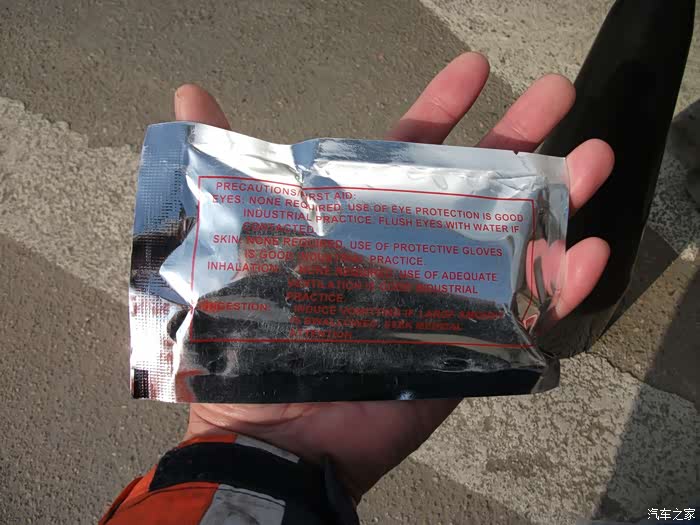 PRECAUTIONS/FIRST AID:
EYES: NONE REQUIRED. USE OF EYE PROTECTION IS GOOD
INDUSTRIAL PRACTICE. FLUSH EYES WITH WATER IF
CONTACTED
SKIN: NONE REQUIRED. USE OF PROTECTIVE GLOVES
IS GOOD INDUSTRIAL PRACTICE
INHALATION: NONE REQUIRED. USE OF ADEQUATE
VENTILATION IS GOOD INDUSTRIAL
PRACTICE
INGESTION: INDUCE VOMITING IF LARGE AMOUNT
IS SWALLOWED. SEEK MEDICAL
ATTENTION
汽车之家